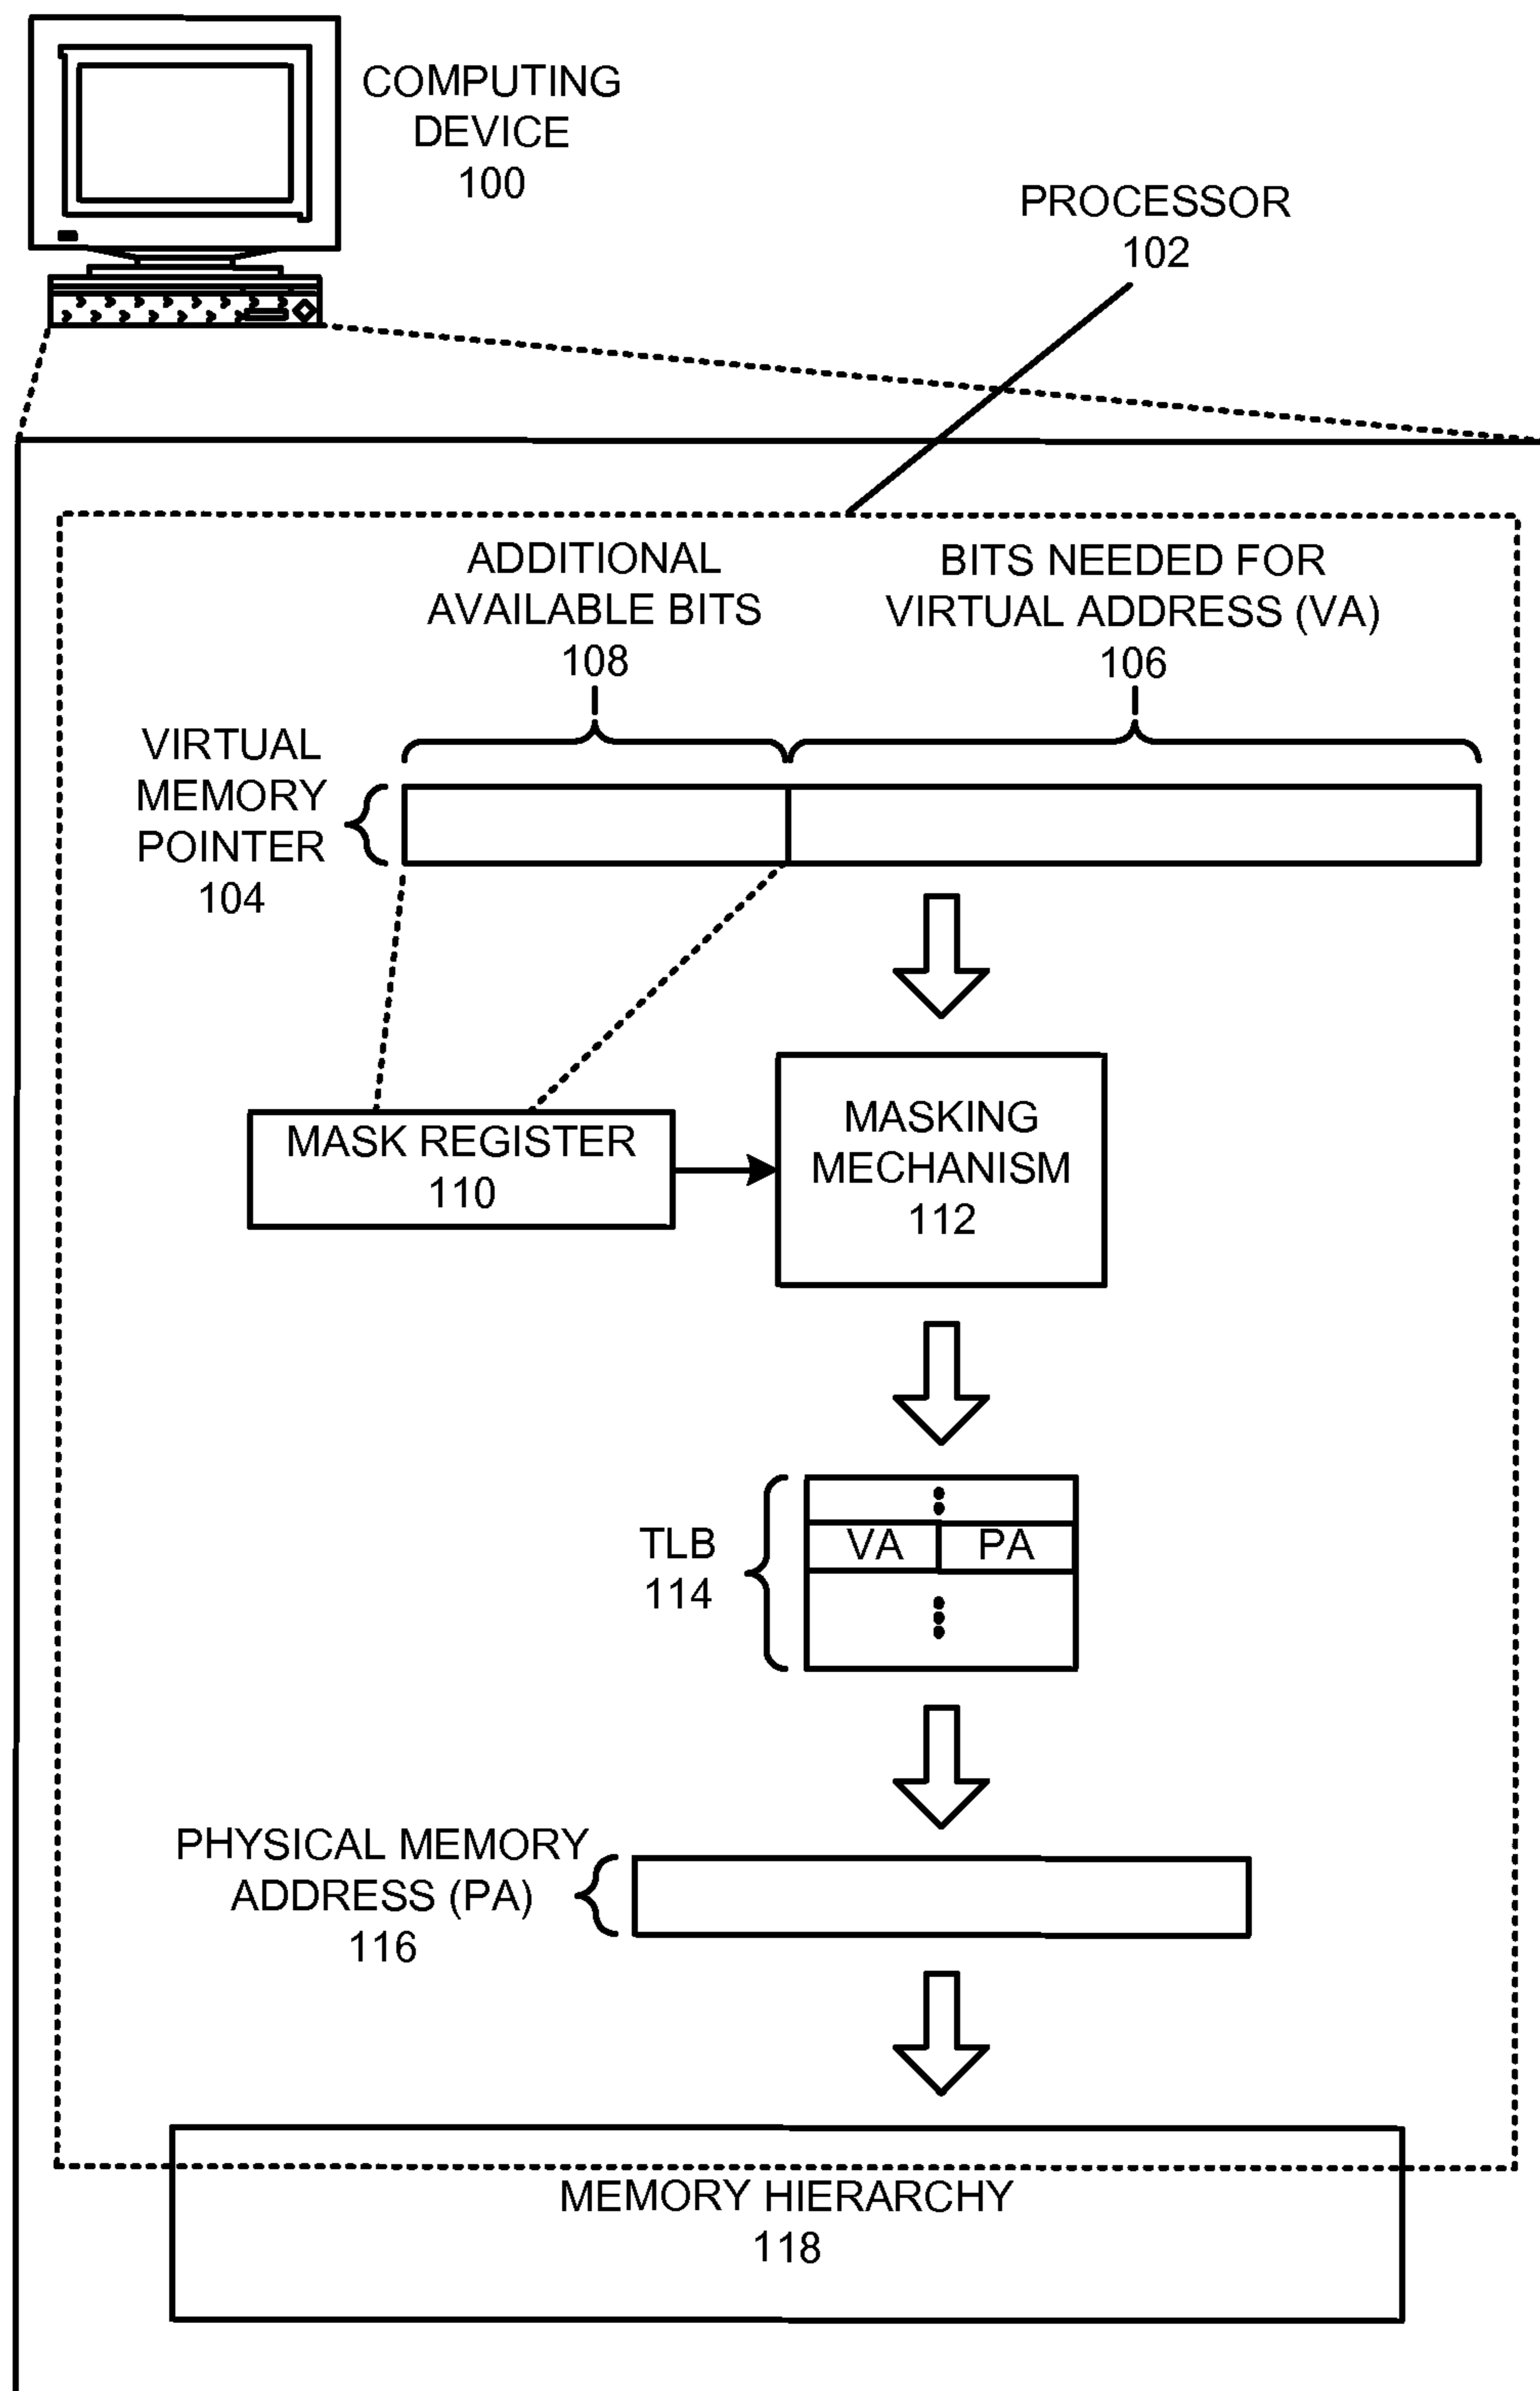 COMPUTING
DEVICE
100
PROCESSOR
102
ADDITIONAL
AVAILABLE BITS
108
BITS NEEDED FOR
VIRTUAL ADDRESS (VA)
106
VIRTUAL
MEMORY
POINTER
104
MASK REGISTER
110
MASKING
MECHANISM
112
TLB
114
VA PA
PHYSICAL MEMORY
ADDRESS (PA)
116
MEMORY HIERARCHY
118